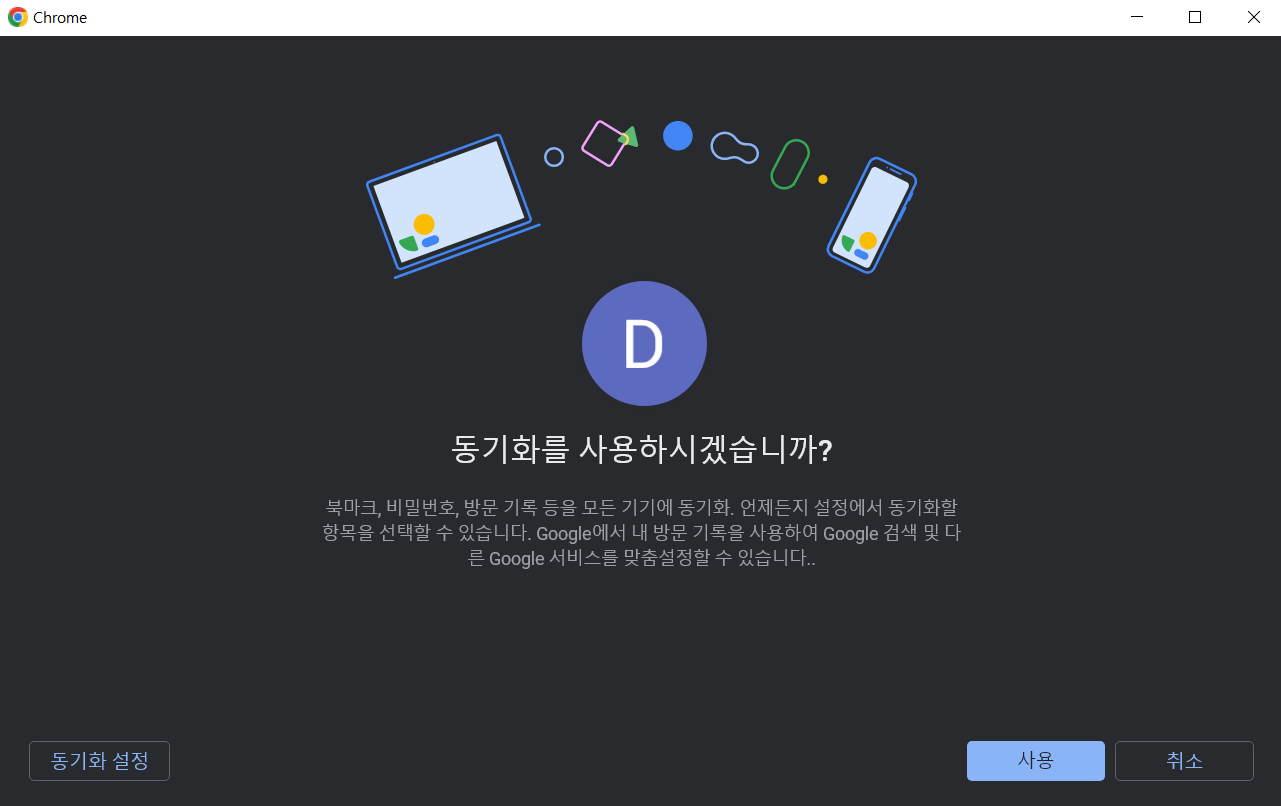 Chrome
D
동기화를 사용하시겠습니까?
북마크, 비밀번호, 방문 기록 등을 모든 기기에 동기화. 언제든지 설정에서 동기화할
항목을 선택할 수 있습니다. Google에서 내 방문 기록을 사용하여 Google 검색 및 다
른 Google 서비스를 맞춤설정할 수 있습니다..
동기화 설정
사용
취소